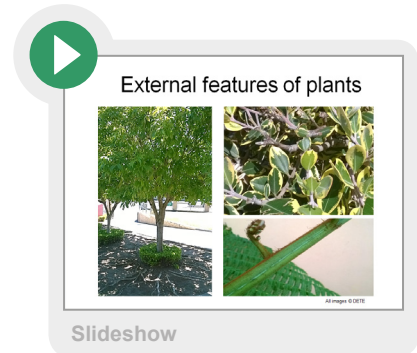 External features of plants
All images © DETE
Slideshow